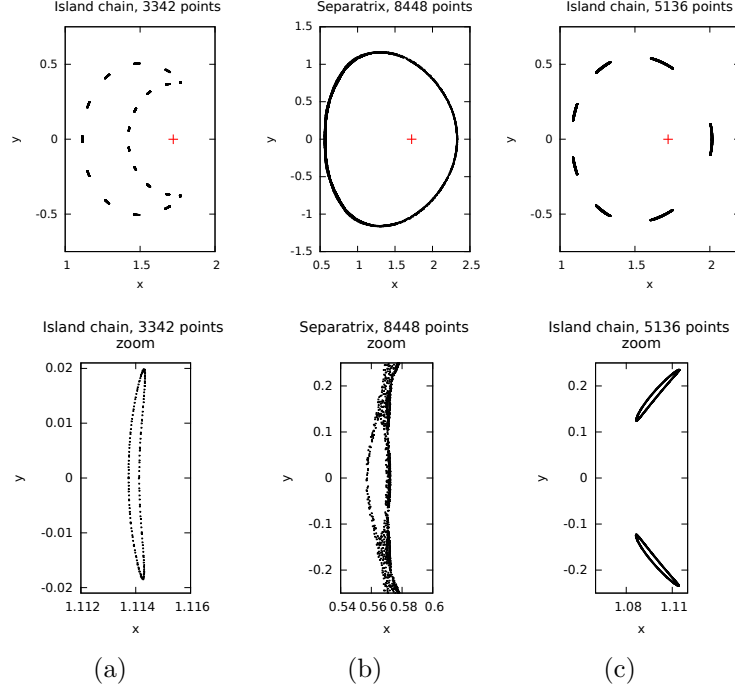 Island chain, 3342 points
0.5
0
-0.5
y
1
1.5
2
x
Separatrix, 8448 points
1.5
1
0.5
0
-0.5
-1
-1.5
y
0.5
1
1.5
2
2.5
x
Island chain, 5136 points
0.5
0
-0.5
y
1
1.5
2
x
Island chain, 3342 points
zoom
0.02
0.01
0
-0.01
-0.02
y
1.112
1.114
1.116
x
Separatrix, 8448 points
zoom
0.2
0.1
0
-0.1
-0.2
y
0.54
0.56
0.58
0.6
x
Island chain, 5136 points
zoom
0.2
0.1
0
-0.1
-0.2
y
1.08
1.11
x
(a)
(b)
(c)